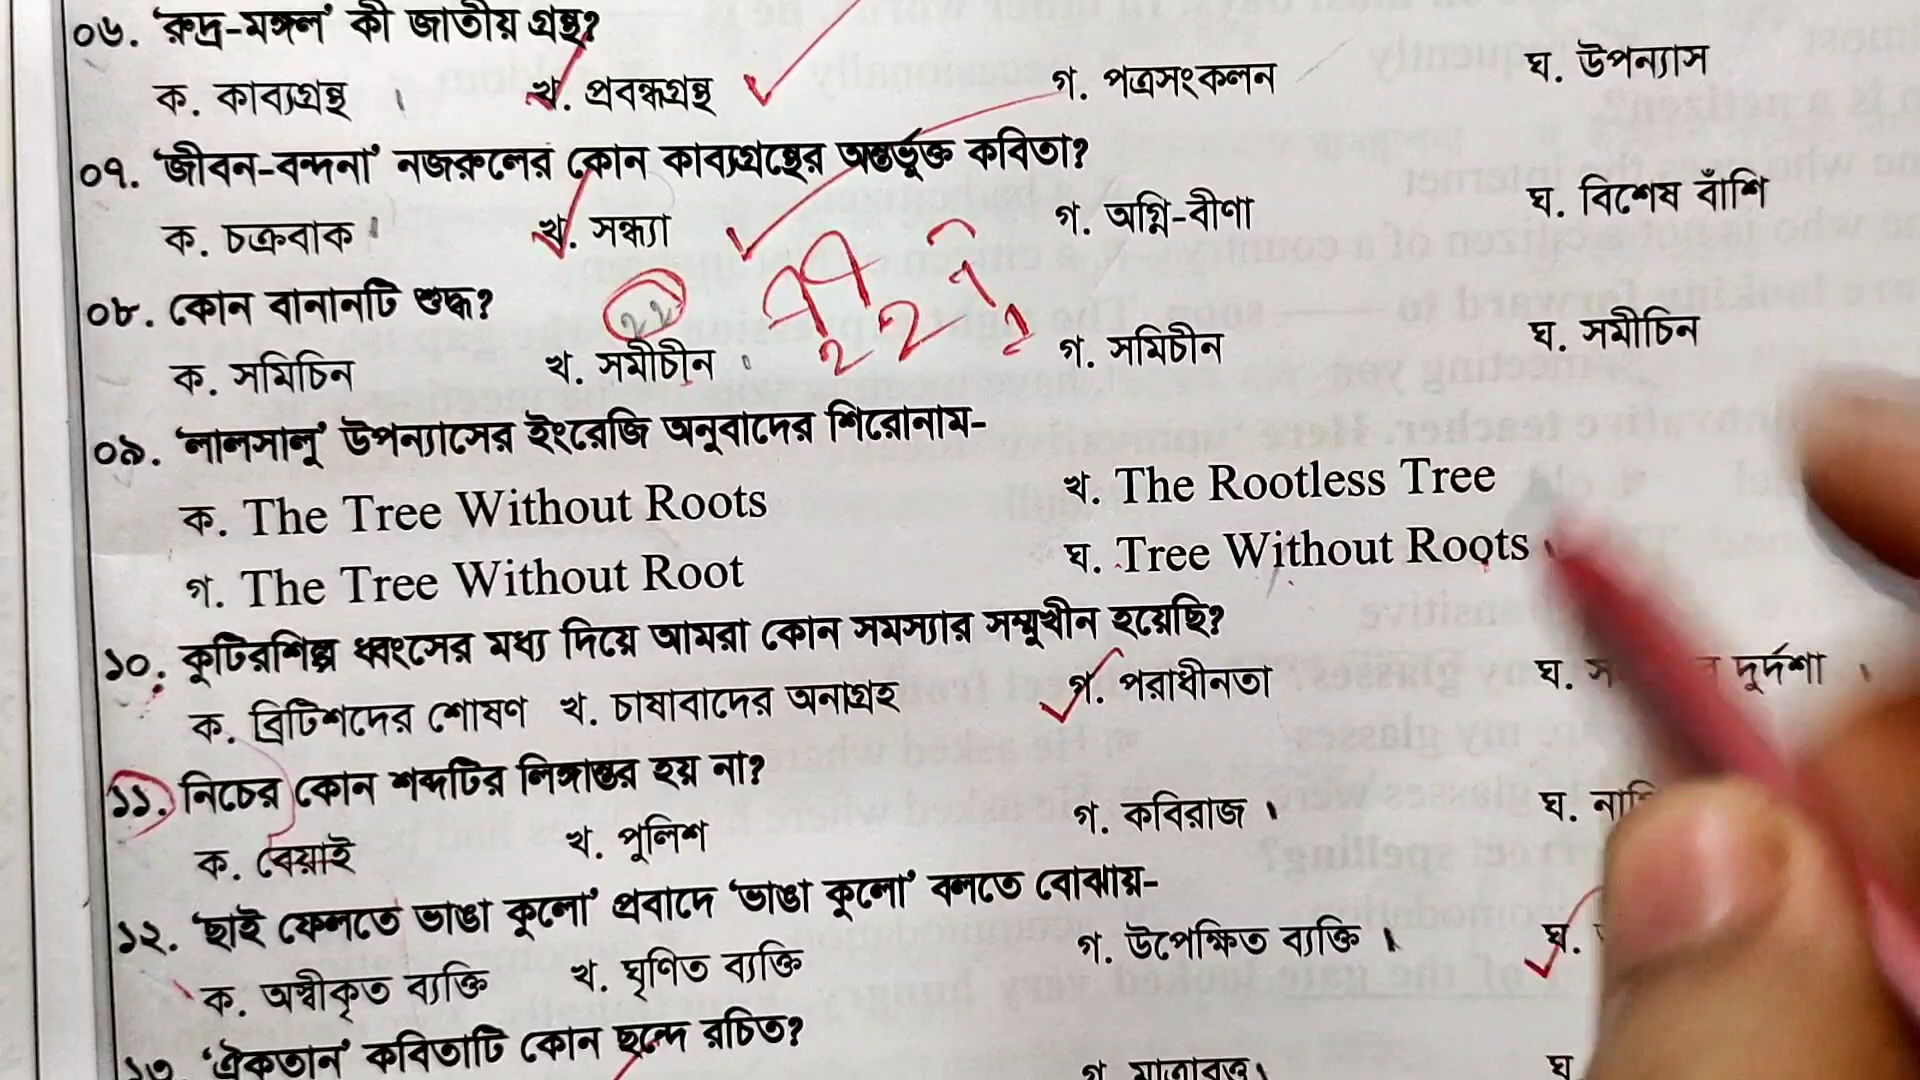 ০৬. ‘রুদ্র-মঙ্গল’ কী জাতীয় গ্রন্থ?
ক. কাব্যগ্রন্থ খ. প্রবন্ধগ্রন্থ গ. পত্রসংকলন ঘ. উপন্যাস
০৭. ‘জীবন-বন্দনা’ নজরুলের কোন কাব্যগ্রন্থের অন্তর্ভুক্ত কবিতা?
ক. চক্রবাক খ. সন্ধ্যা গ. অগ্নি-বীণা ঘ. বিশেষ বাঁশি
০৮. কোন বানানটি শুদ্ধ?
ক. সমিচিন খ. সমীচীন গ. সমিচীন ঘ. সমীচিন
০৯. ‘লালসালু’ উপন্যাসের ইংরেজি অনুবাদের শিরোনাম-
ক. The Tree Without Roots খ. The Rootless Tree
গ. The Tree Without Root ঘ. Tree Without Roots
১০. কুটিরশিল্প ধ্বংসের মধ্য দিয়ে আমরা কোন সমস্যার সম্মুখীন হয়েছি?
ক. ব্রিটিশদের শোষণ খ. চাষাবাদের অনাগ্রহ গ. পরাধীনতা ঘ. দুর্দশা
১১. নিচের কোন শব্দটির লিঙ্গান্তর হয় না?
ক. বেয়াই খ. পুলিশ গ. কবিরাজ ঘ.
১২. ‘ছাই ফেলতে ভাঙা কুলো’ প্রবাদে ‘ভাঙা কুলো’ বলতে বোঝায়-
ক. অস্বীকৃত ব্যক্তি খ. ঘৃণিত ব্যক্তি গ. উপেক্ষিত ব্যক্তি ঘ.
১৩. ‘ঐকতান’ কবিতাটি কোন ছন্দে রচিত?
গ. মাত্রাবৃত্ত ঘ.